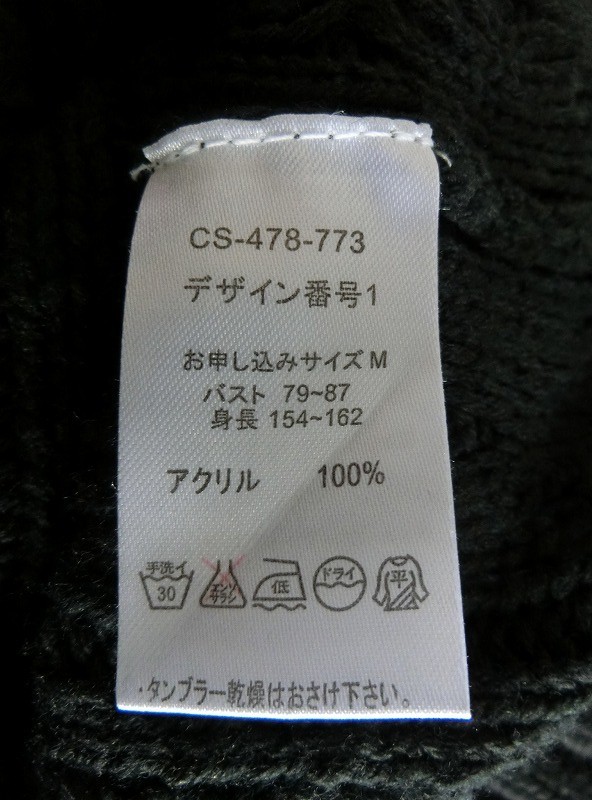 CS-478-773
デザイン番号1
お申し込みサイズ M
バスト 79~87
身長 154~162
アクリル 100%
手洗イ 30
エンソサラシ
低
ドライ
平
・タンブラー乾燥はおさけ下さい。